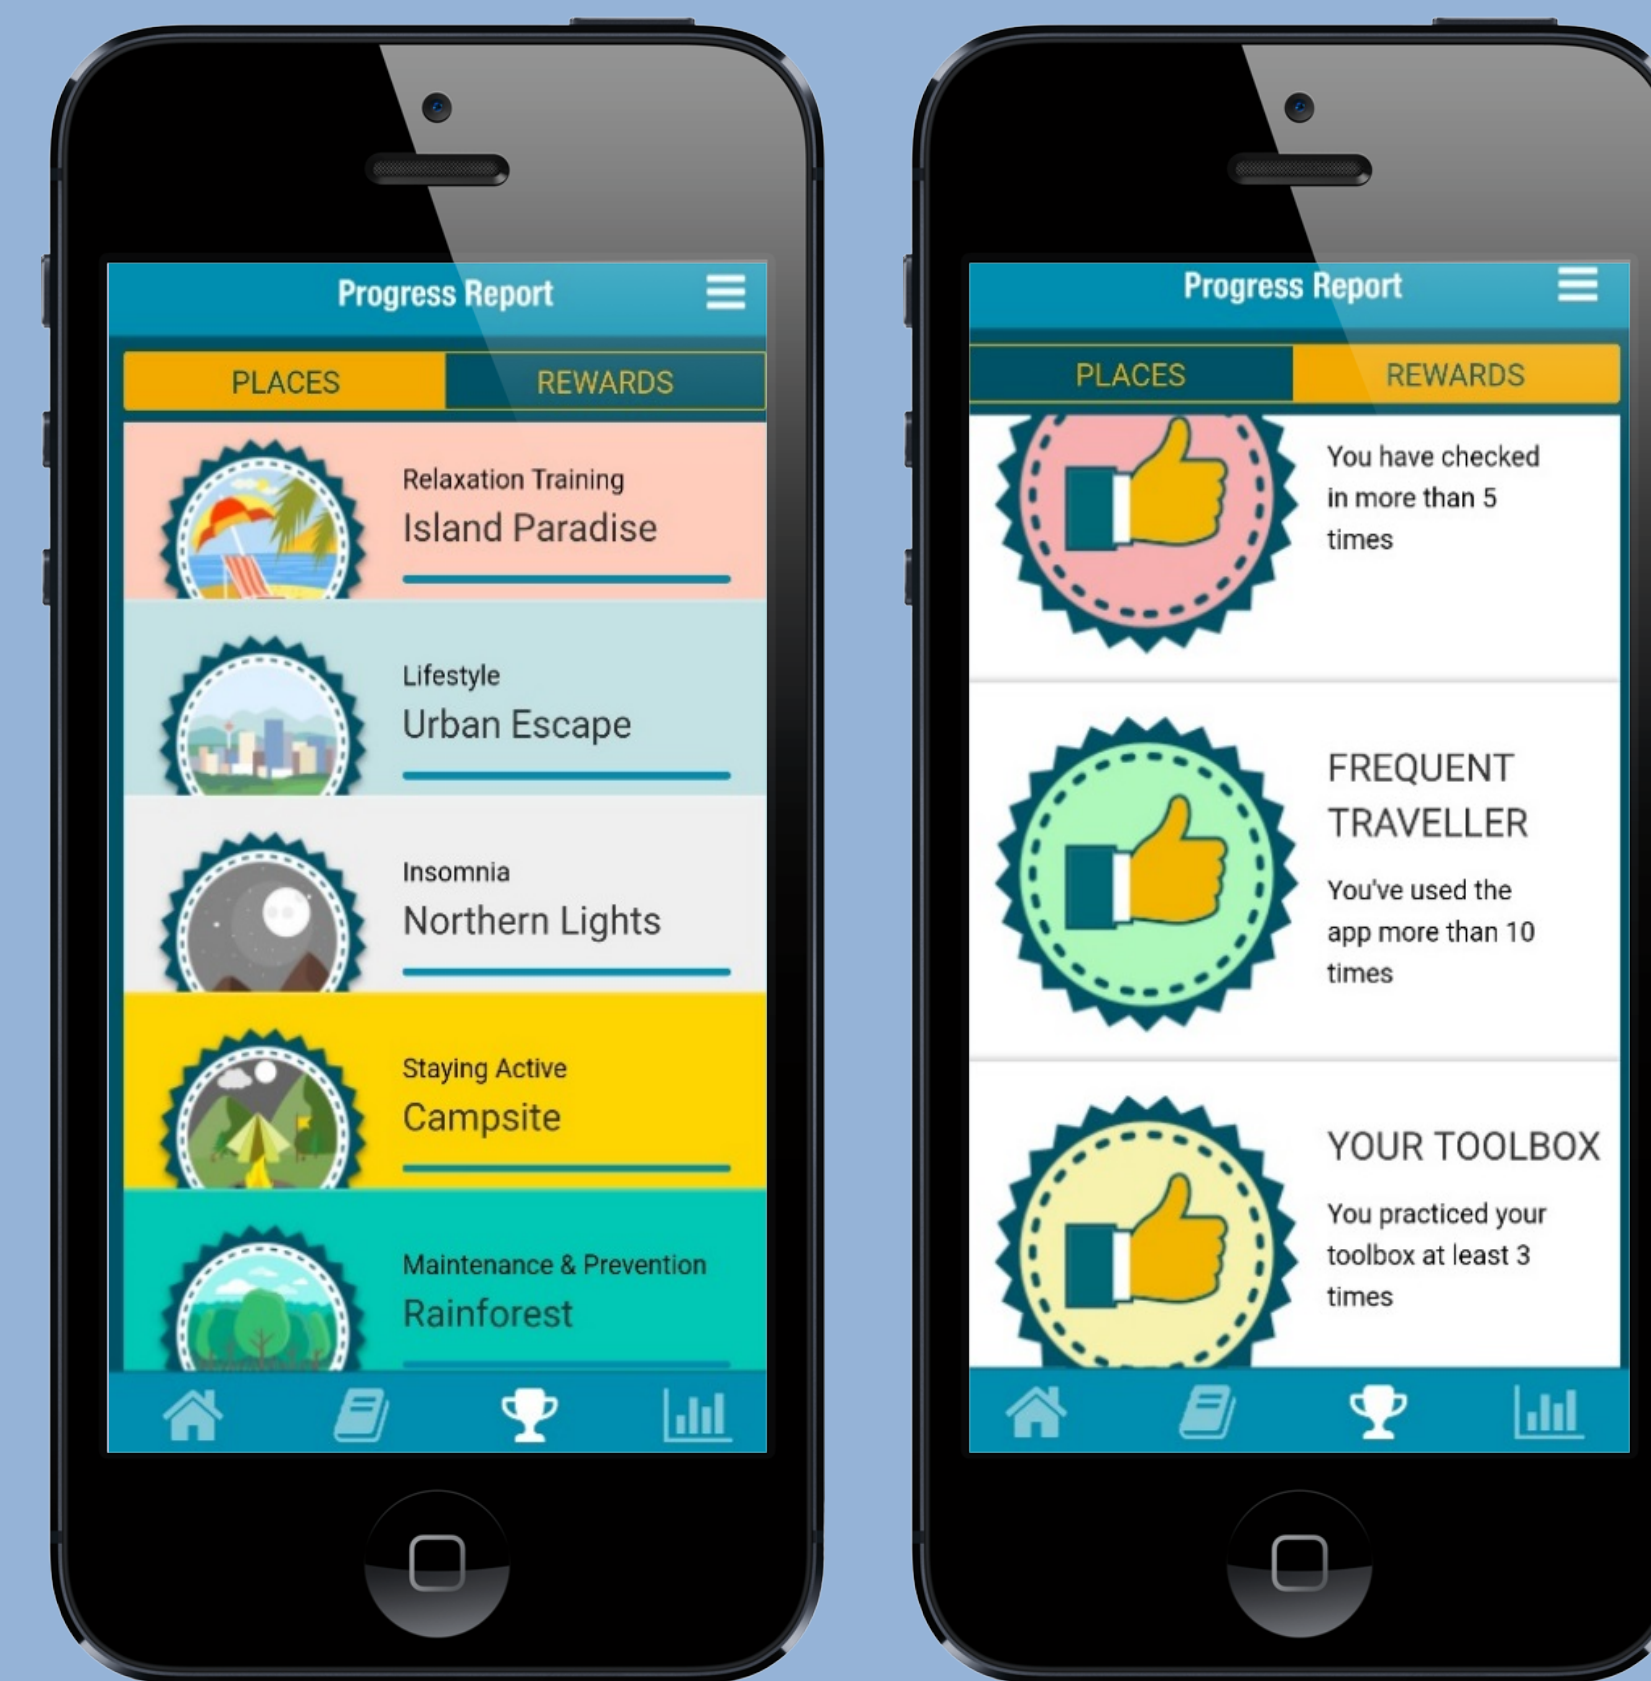 Progress Report
PLACES
REWARDS
Relaxation Training
Island Paradise
Lifestyle
Urban Escape
Insomnia
Northern Lights
Staying Active
Campsite
Maintenance & Prevention
Rainforest
Progress Report
PLACES
REWARDS
You have checked
in more than 5
times
FREQUENT
TRAVELLER
You've used the
app more than 10
times
YOUR TOOLBOX
You practiced your
toolbox at least 3
times